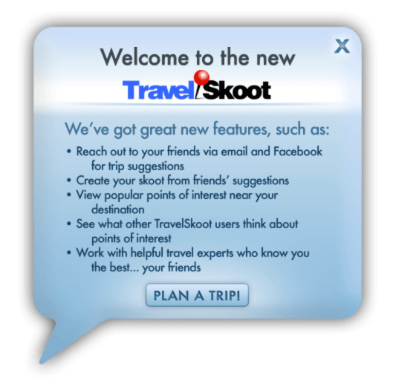 X
Welcome to the new
TravelSkoot
We've got great new features, such as:
• Reach out to your friends via email and Facebook
for trip suggestions
• Create your skoot from friends' suggestions
• View popular points of interest near your
destination
• See what other TravelSkoot users think about
points of interest
• Work with helpful travel experts who know you
the best... your friends
PLAN A TRIP!